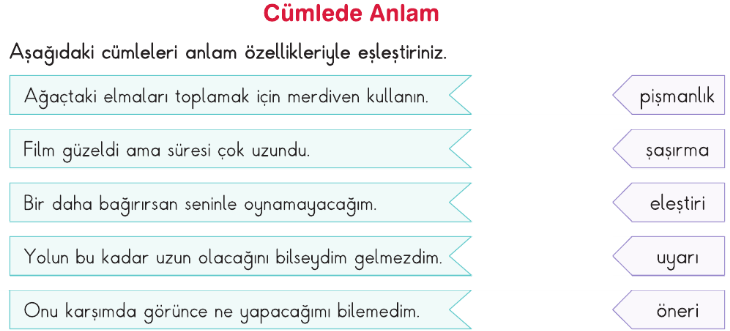 Cümlede Anlam
Aşağıdaki cümleleri anlam özellikleriyle eşleştiriniz.
Ağaçtaki elmaları toplamak için merdiven kullanın.
pişmanlık
Film güzeldi ama süresi çok uzundu.
şaşırma
Bir daha bağırırsan seninle oynamayacağım.
eleştiri
Yolun bu kadar uzun olacağını bilseydim gelmezdim.
uyarı
Onu karşımda görünce ne yapacağımı bilemedim.
öneri